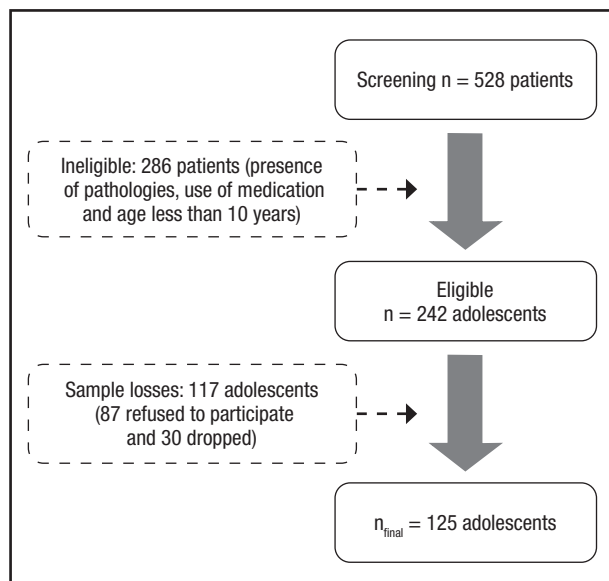 Screening n = 528 patients
Ineligible: 286 patients (presence
of pathologies, use of medication
and age less than 10 years)
Eligible
n = 242 adolescents
Sample losses: 117 adolescents
(87 refused to participate
and 30 dropped)
n_final = 125 adolescents